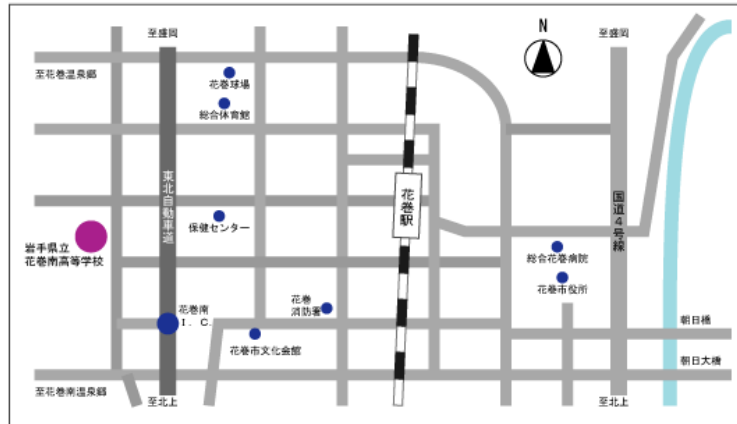 至盛岡
N
至盛岡
至花巻温泉郷
花巻球場
総合体育館
東北自動車道
花巻駅
国道4号線
保健センター
岩手県立
花巻南高等学校
総合花巻病院
花巻市役所
花巻南
I. C.
花巻
消防署
花巻市文化会館
朝日橋
朝日大橋
至花巻南温泉郷
至北上
至北上